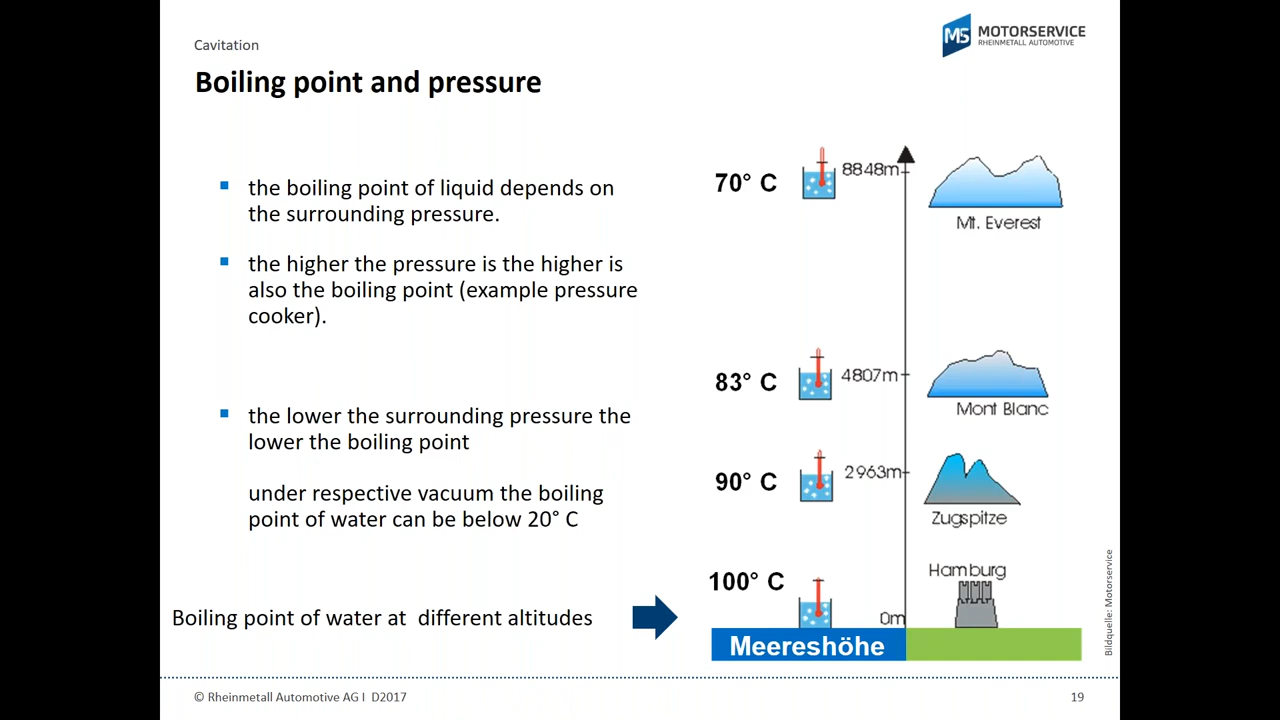 Cavitation
MS MOTORSERVICE
RHEINMETALL AUTOMOTIVE
Boiling point and pressure
the boiling point of liquid depends on
the surrounding pressure.
the higher the pressure is the higher is
also the boiling point (example pressure
cooker).
the lower the surrounding pressure the
lower the boiling point
under respective vacuum the boiling
point of water can be below 20° C
Boiling point of water at different altitudes
70° C
8848m
Mt. Everest
83° C
4807m
Mont Blanc
90° C
2963m
Zugspitze
100° C
0m
Hamburg
Meereshöhe
Bildquelle: Motorservice
© Rheinmetall Automotive AG I D2017
19